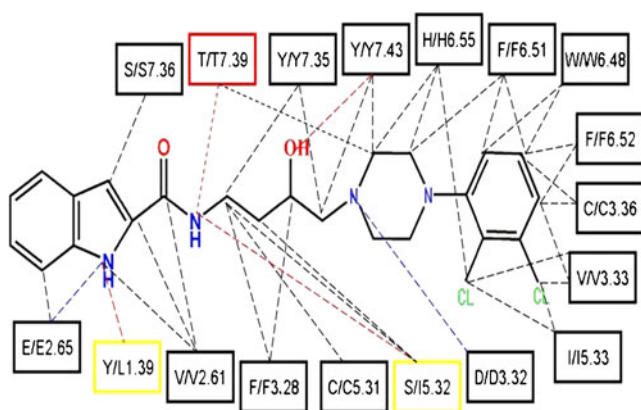 S/S7.36
T/T7.39
Y/Y7.35
Y/Y7.43
H/H6.55
F/F6.51
W/W6.48
F/F6.52
C/C3.36
V/V3.33
I/I5.33
O
OH
N
H
N
N
N
H
CL
CL
E/E2.65
Y/L1.39
V/V2.61
F/F3.28
C/C5.31
S/I5.32
D/D3.32